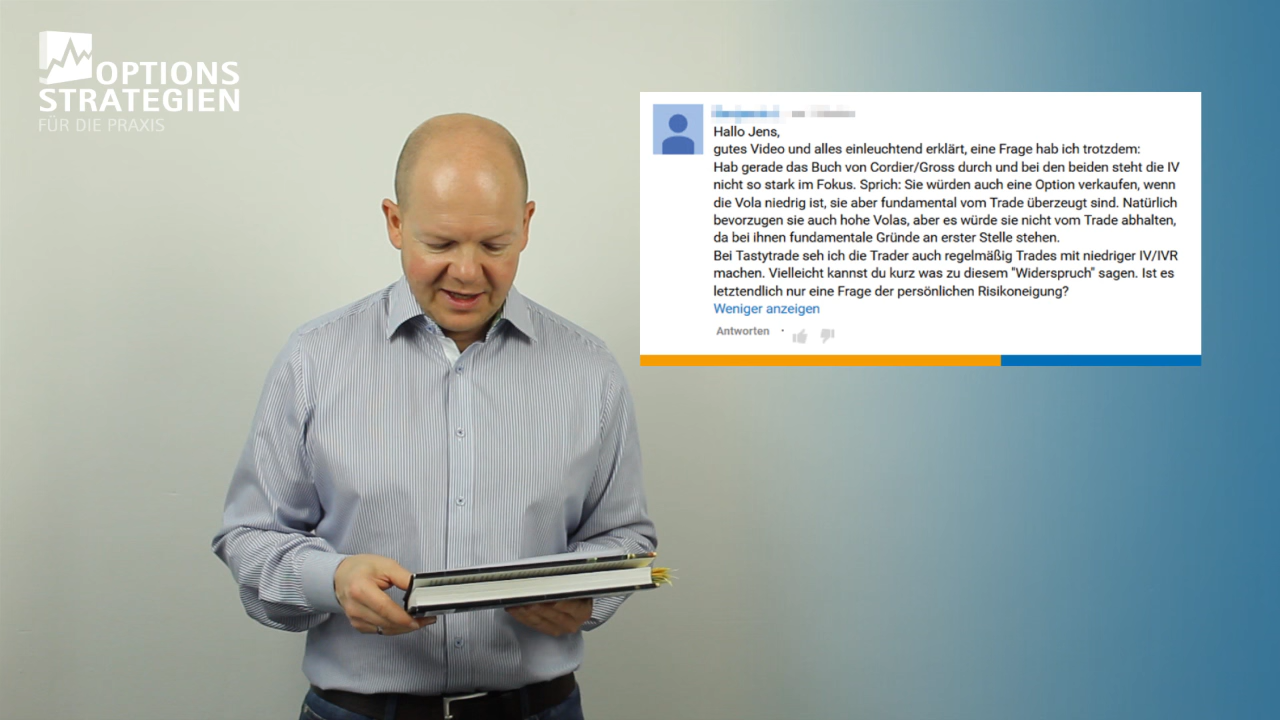 OPTIONS
STRATEGIEN
FÜR DIE PRAXIS
Hallo Jens,
gutes Video und alles einleuchtend erklärt, eine Frage hab ich trotzdem:
Hab gerade das Buch von Cordier/Gross durch und bei den beiden steht die IV
nicht so stark im Fokus. Sprich: Sie würden auch eine Option verkaufen, wenn
die Vola niedrig ist, sie aber fundamental vom Trade überzeugt sind. Natürlich
bevorzugen sie auch hohe Volas, aber es würde sie nicht vom Trade abhalten,
da bei ihnen fundamentale Gründe an erster Stelle stehen.
Bei Tastytrade seh ich die Trader auch regelmäßig Trades mit niedriger IV/IVR
machen. Vielleicht kannst du kurz was zu diesem "Widerspruch" sagen. Ist es
letztendlich nur eine Frage der persönlichen Risikoneigung?
Weniger anzeigen
Antworten ·